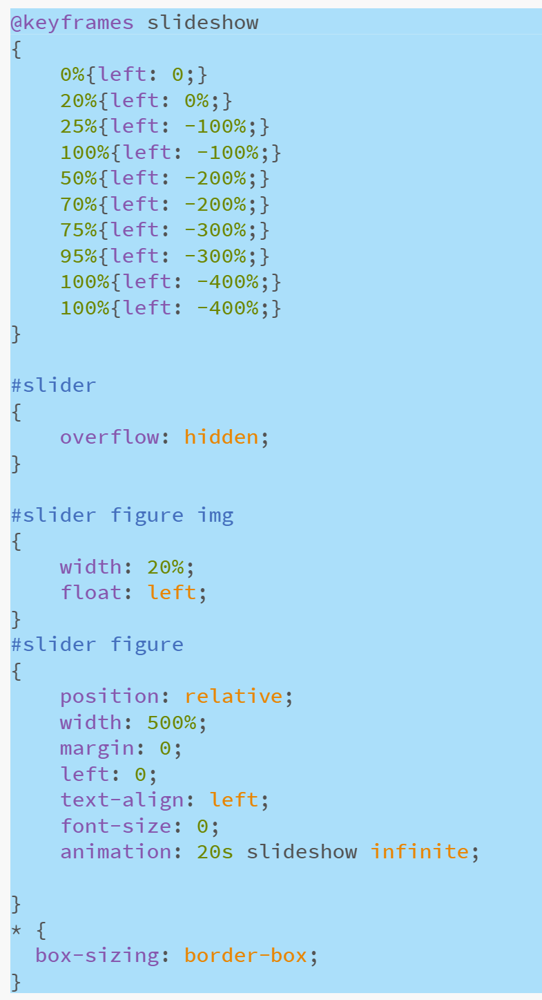 @keyframes slideshow
{
    0%{left: 0;}
    20%{left: 0%;}
    25%{left: -100%;}
    100%{left: -100%;}
    50%{left: -200%;}
    70%{left: -200%;}
    75%{left: -300%;}
    95%{left: -300%;}
    100%{left: -400%;}
    100%{left: -400%;}
}

#slider
{
    overflow: hidden;
}

#slider figure img
{
    width: 20%;
    float: left;
}
#slider figure
{
    position: relative;
    width: 500%;
    margin: 0;
    left: 0;
    text-align: left;
    font-size: 0;
    animation: 20s slideshow infinite;

}
* {
  box-sizing: border-box;
}